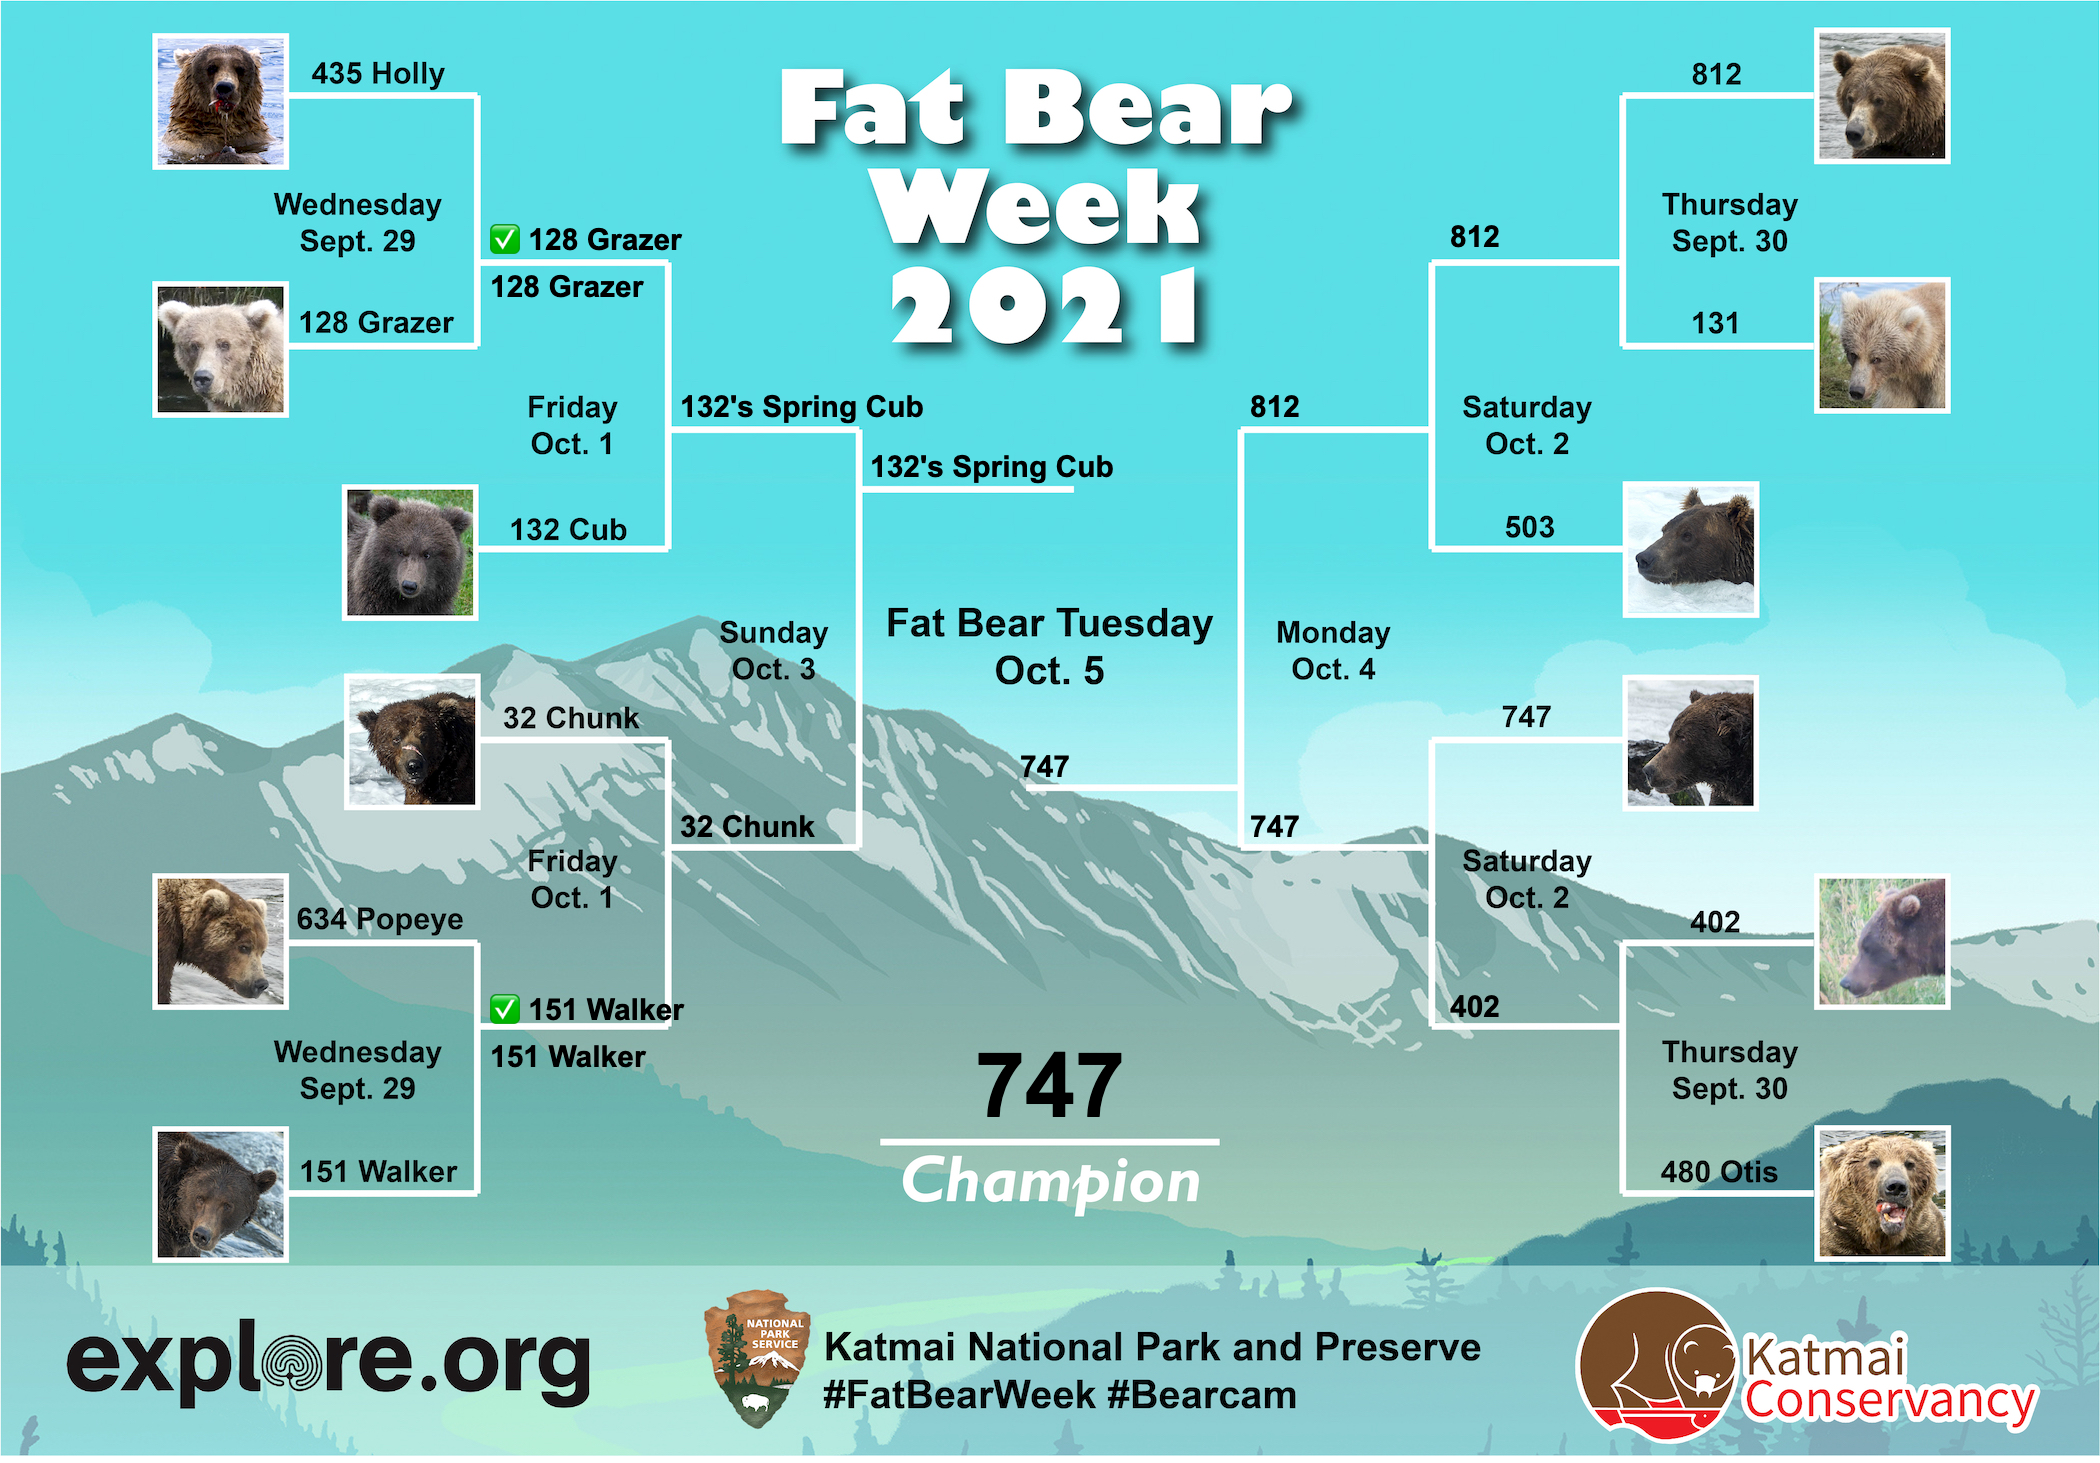 Fat Bear
Week
2021
435 Holly
Wednesday
Sept. 29
128 Grazer
✅ 128 Grazer
128 Grazer
Friday
Oct. 1
132 Cub
132's Spring Cub
132's Spring Cub
Sunday
Oct. 3
32 Chunk
32 Chunk
Friday
Oct. 1
634 Popeye
✅ 151 Walker
151 Walker
Wednesday
Sept. 29
151 Walker
Fat Bear Tuesday
Oct. 5
747
747
Champion
812
Thursday
Sept. 30
131
812
Saturday
Oct. 2
503
812
Monday
Oct. 4
747
747
Saturday
Oct. 2
402
402
Thursday
Sept. 30
480 Otis
explore.org
NATIONAL
PARK
SERVICE
Katmai National Park and Preserve
#FatBearWeek #Bearcam
Katmai
Conservancy